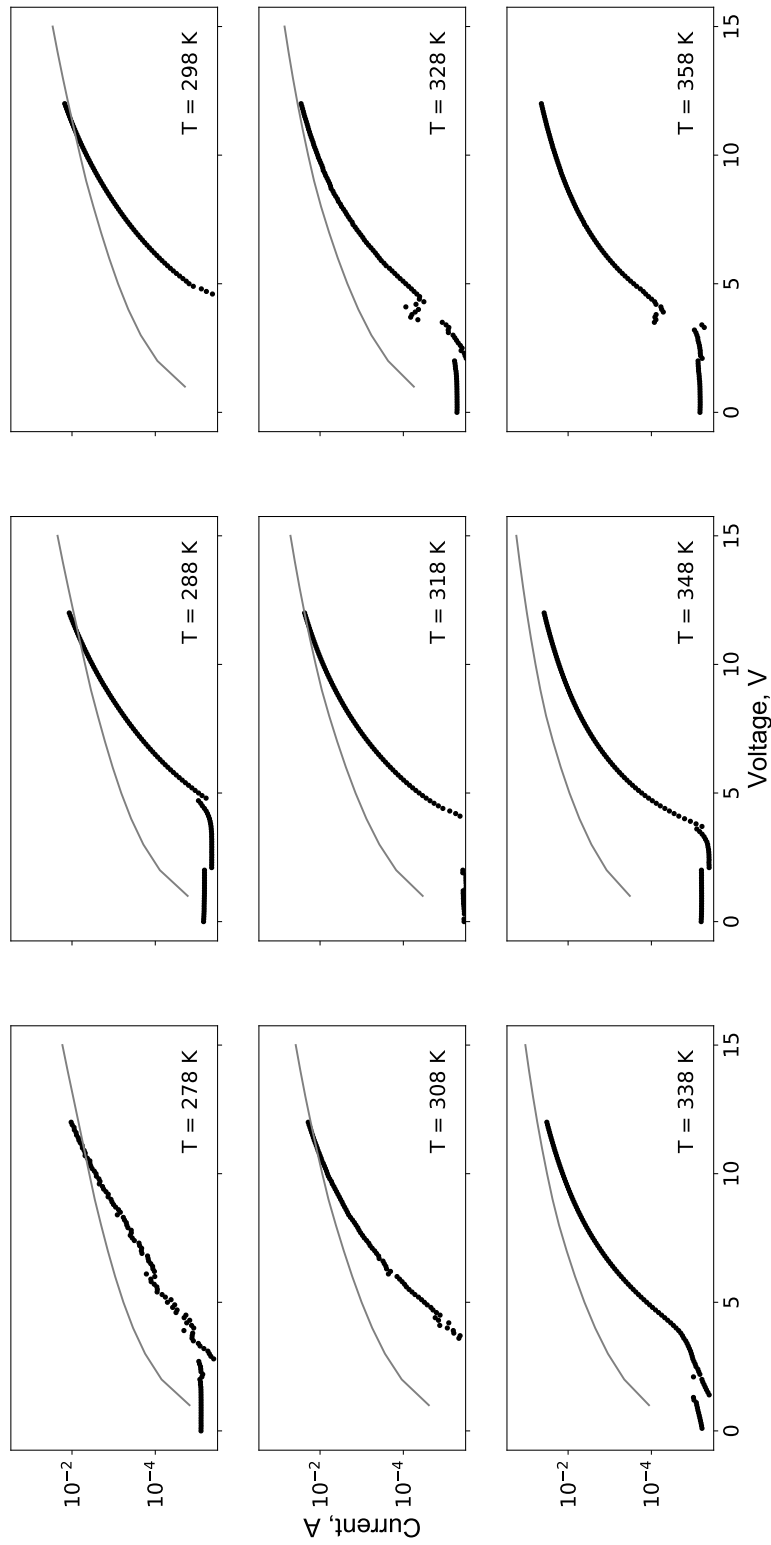 T = 278 K
T = 288 K
T = 298 K
10⁻²
10⁻⁴
T = 308 K
T = 318 K
T = 328 K
10⁻²
10⁻⁴
Current, A
T = 338 K
T = 348 K
T = 358 K
10⁻²
10⁻⁴
0 5 10 15
0 5 10 15
0 5 10 15
Voltage, V